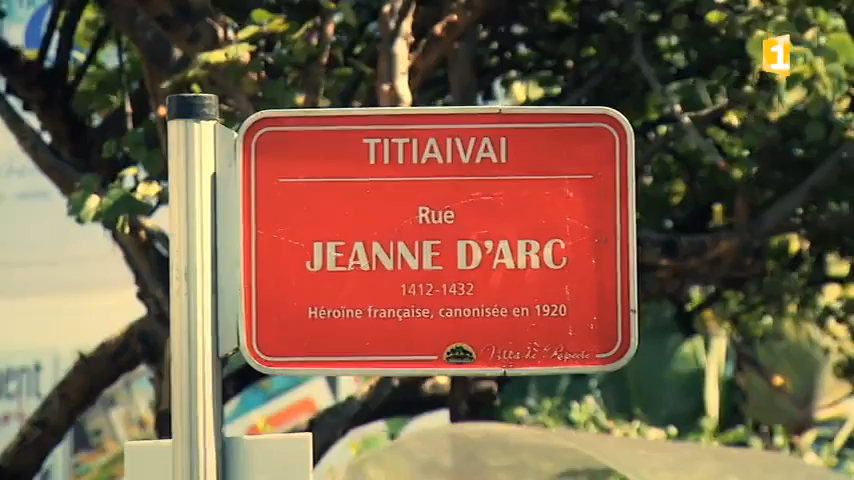 1
TITIAIVAI
Rue
JEANNE D'ARC
1412-1432
Héroïne française, canonisée en 1920
Ville de Papeete